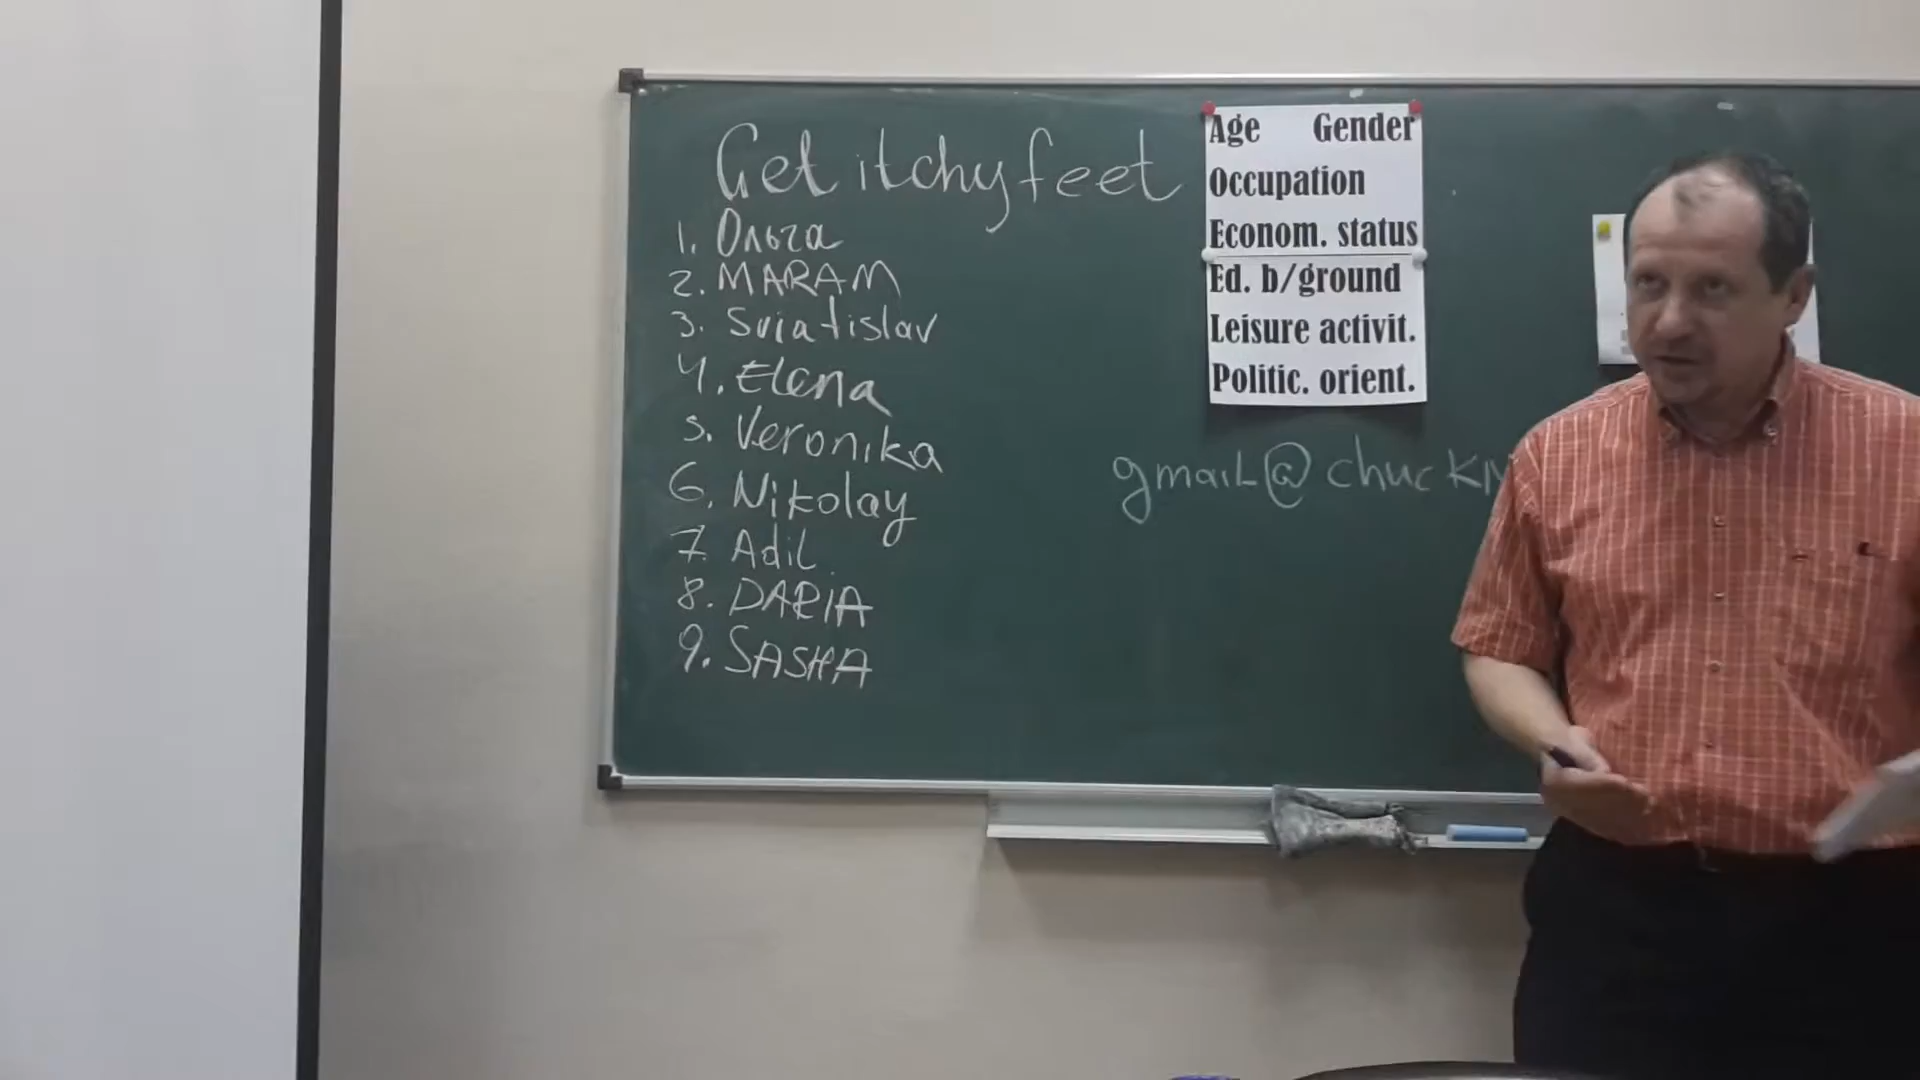 Get itchy feet
1. Ольга
2. MARAM
3. Sviatislav
4. Elena
5. Veronika
6. Nikolay
7. Adil
8. DARIA
9. SASHA
Age Gender
Occupation
Econom. status
Ed. b/ground
Leisure activit.
Politic. orient.
gmail@chuckN